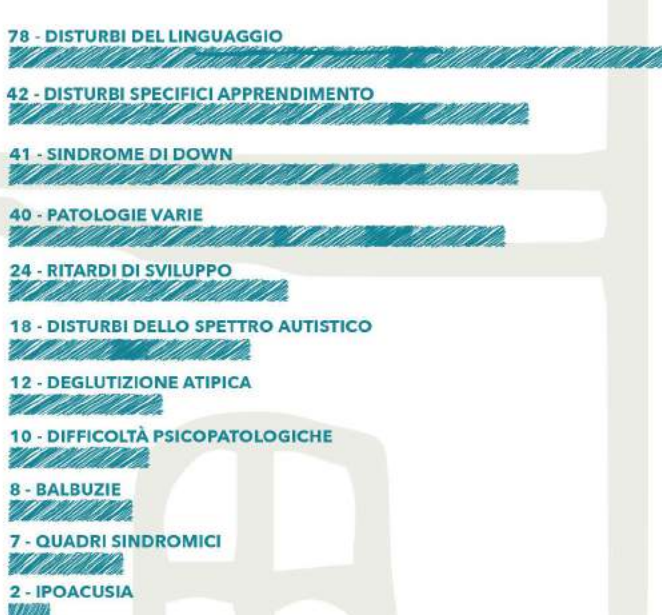 78 - DISTURBI DEL LINGUAGGIO
42 - DISTURBI SPECIFICI APPRENDIMENTO
41 - SINDROME DI DOWN
40 - PATOLOGIE VARIE
24 - RITARDI DI SVILUPPO
18 - DISTURBI DELLO SPETTRO AUTISTICO
12 - DEGLUTIZIONE ATIPICA
10 - DIFFICOLTÀ PSICOPATOLOGICHE
8 - BALBUZIE
7 - QUADRI SINDROMICI
2 - IPOACUSIA